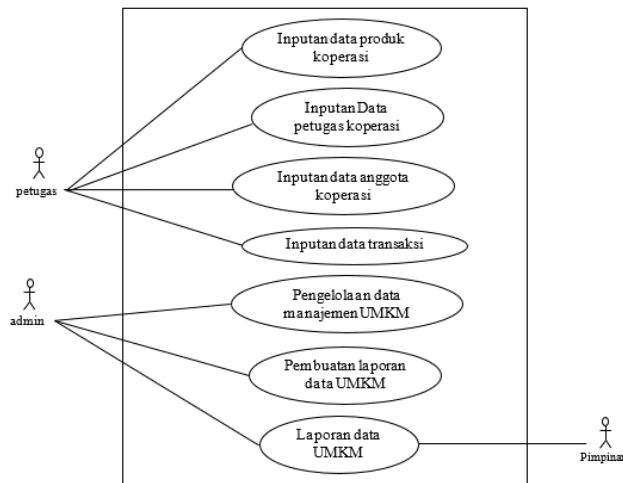 Inputan data produk
koperasi
Inputan Data
petugas koperasi
petugas
Inputan data anggota
koperasi
Inputan data transaksi
admin
Pengelolaan data
manajemen UMKM
Pembuatan laporan
data UMKM
Laporan data
UMKM
Pimpinan